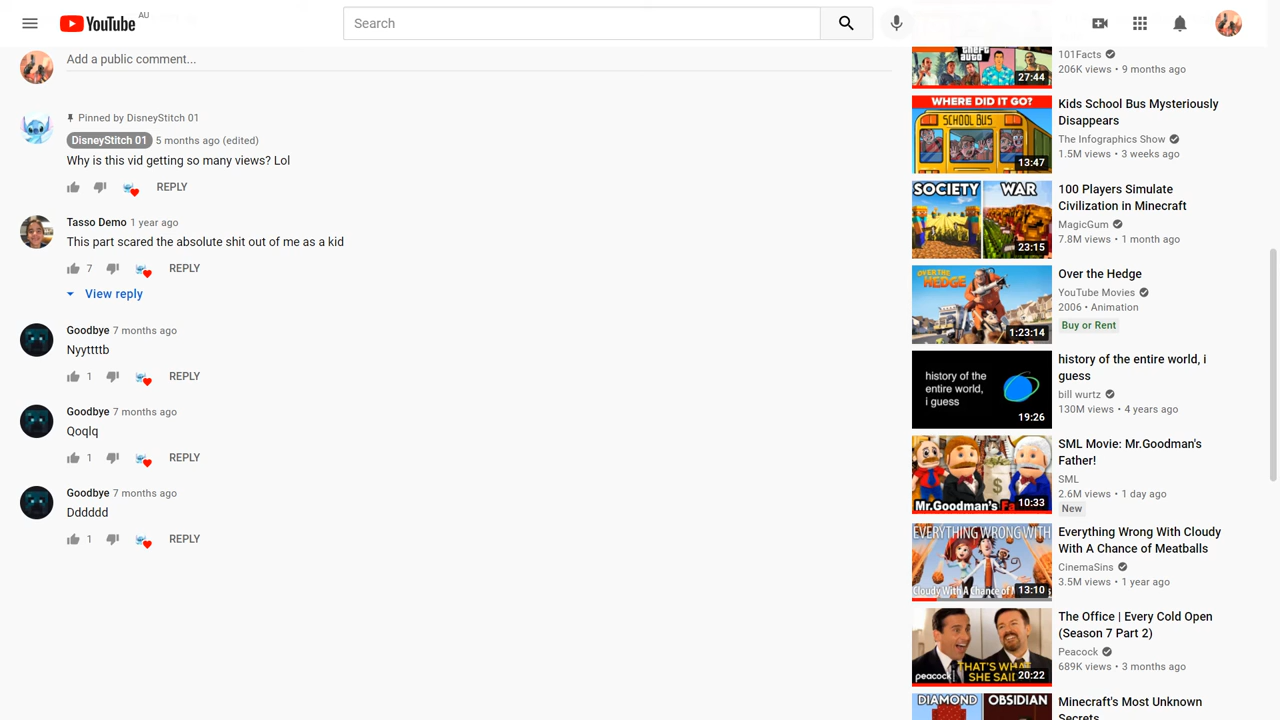 YouTube AU
Search
Add a public comment...
Pinned by DisneyStitch 01
DisneyStitch 01 5 months ago (edited)
Why is this vid getting so many views? Lol
REPLY
Tasso Demo 1 year ago
This part scared the absolute shit out of me as a kid
7 REPLY
View reply
Goodbye 7 months ago
Nyyttttb
1 REPLY
Goodbye 7 months ago
Qoqlq
1 REPLY
Goodbye 7 months ago
Dddddd
1 REPLY
grand theft auto
27:44
101Facts
206K views • 9 months ago
WHERE DID IT GO?
SCHOOL BUS
13:47
Kids School Bus Mysteriously
Disappears
The Infographics Show
1.5M views • 3 weeks ago
SOCIETY WAR
23:15
100 Players Simulate
Civilization in Minecraft
MagicGum
7.8M views • 1 month ago
OVER THE HEDGE
1:23:14
Over the Hedge
YouTube Movies
2006 • Animation
Buy or Rent
history of the
entire world,
i guess
19:26
history of the entire world, i
guess
bill wurtz
130M views • 4 years ago
Mr.Goodman's
10:33
SML Movie: Mr.Goodman's
Father!
SML
2.6M views • 1 day ago
New
EVERYTHING WRONG WITH
Cloudy With A Chance of
13:10
Everything Wrong With Cloudy
With A Chance of Meatballs
CinemaSins
3.5M views • 1 year ago
THAT'S WHAT
SHE SAID
peacock
20:22
The Office | Every Cold Open
(Season 7 Part 2)
Peacock
689K views • 3 months ago
DIAMOND OBSIDIAN
Minecraft's Most Unknown
Secrets